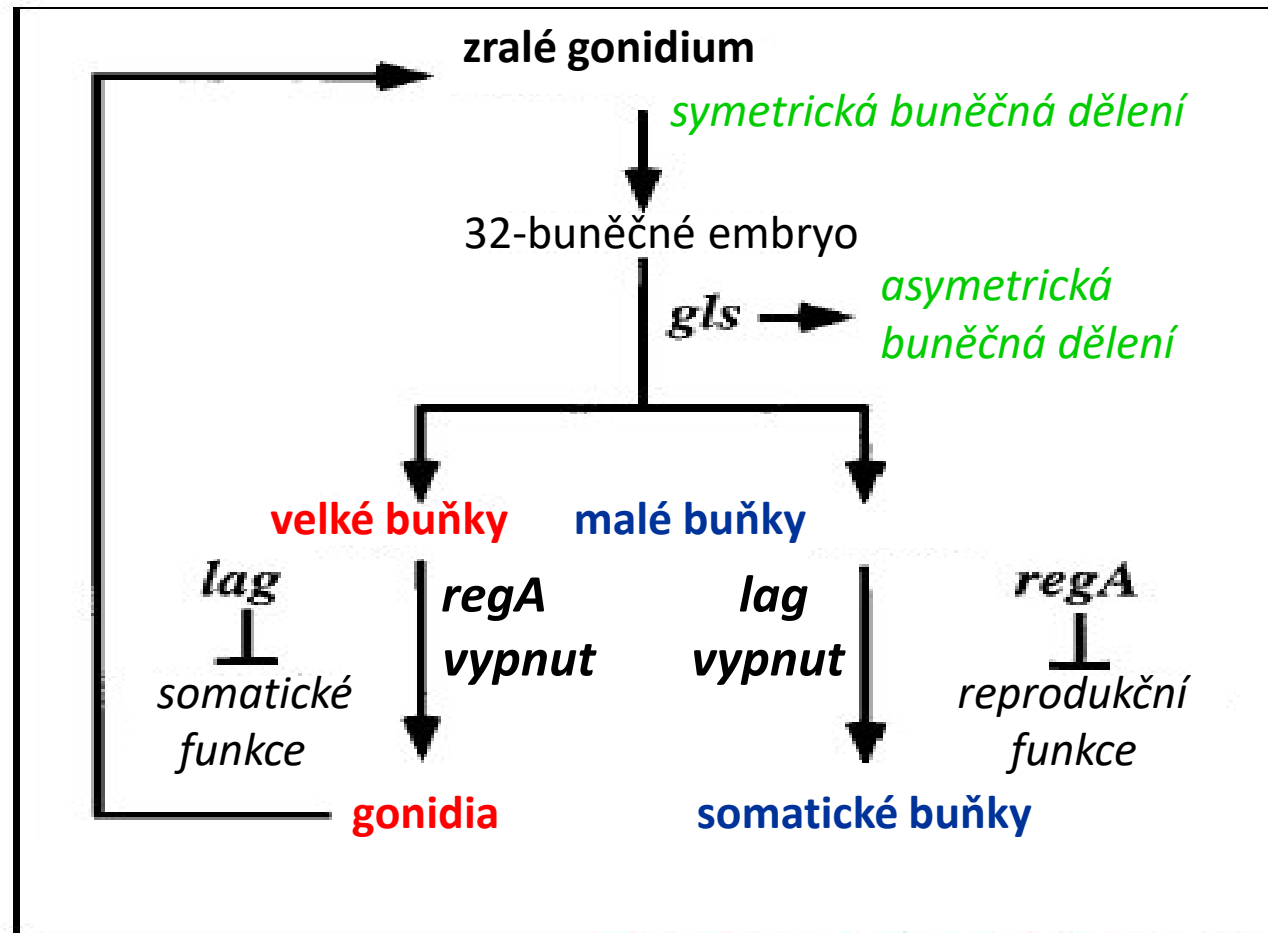 zralé gonidium
symetrická buněčná dělení
32-buněčné embryo
gls
asymetrická
buněčná dělení
velké buňky
malé buňky
lag
somatické
funkce
regA
vypnut
lag
vypnut
regA
reprodukční
funkce
gonidia
somatické buňky